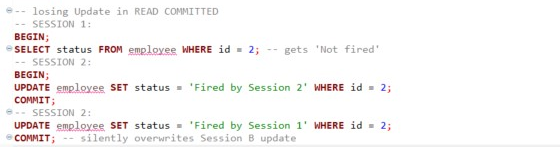 -- losing Update in READ COMMITTED
-- SESSION 1:
BEGIN;
SELECT status FROM employee WHERE id = 2; -- gets 'Not fired'
-- SESSION 2:
BEGIN;
UPDATE employee SET status = 'Fired by Session 2' WHERE id = 2;
COMMIT;
-- SESSION 2:
UPDATE employee SET status = 'Fired by Session 1' WHERE id = 2;
COMMIT; -- silently overwrites Session B update